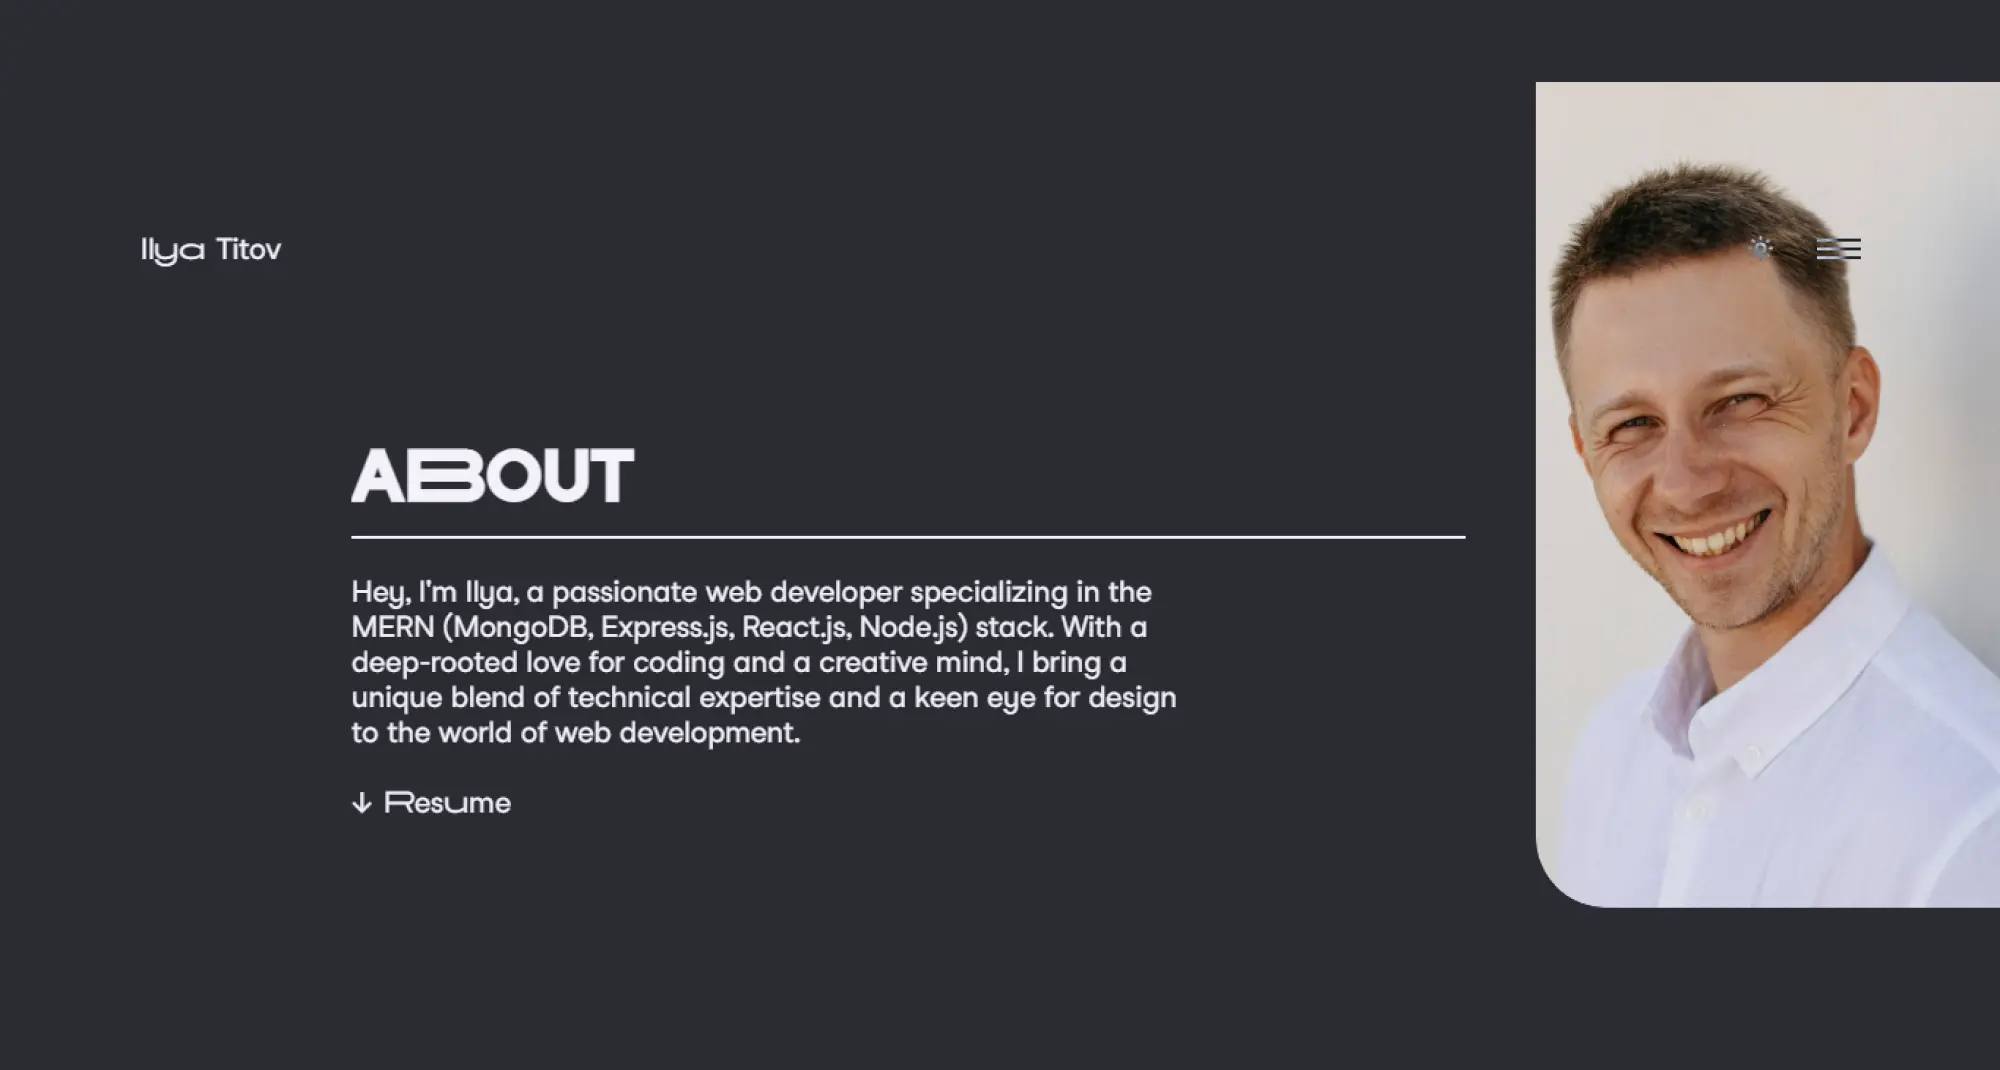 Ilya Titov
ABOUT
Hey, I'm Ilya, a passionate web developer specializing in the
MERN (MongoDB, Express.js, React.js, Node.js) stack. With a
deep-rooted love for coding and a creative mind, I bring a
unique blend of technical expertise and a keen eye for design
to the world of web development.
↓ Resume